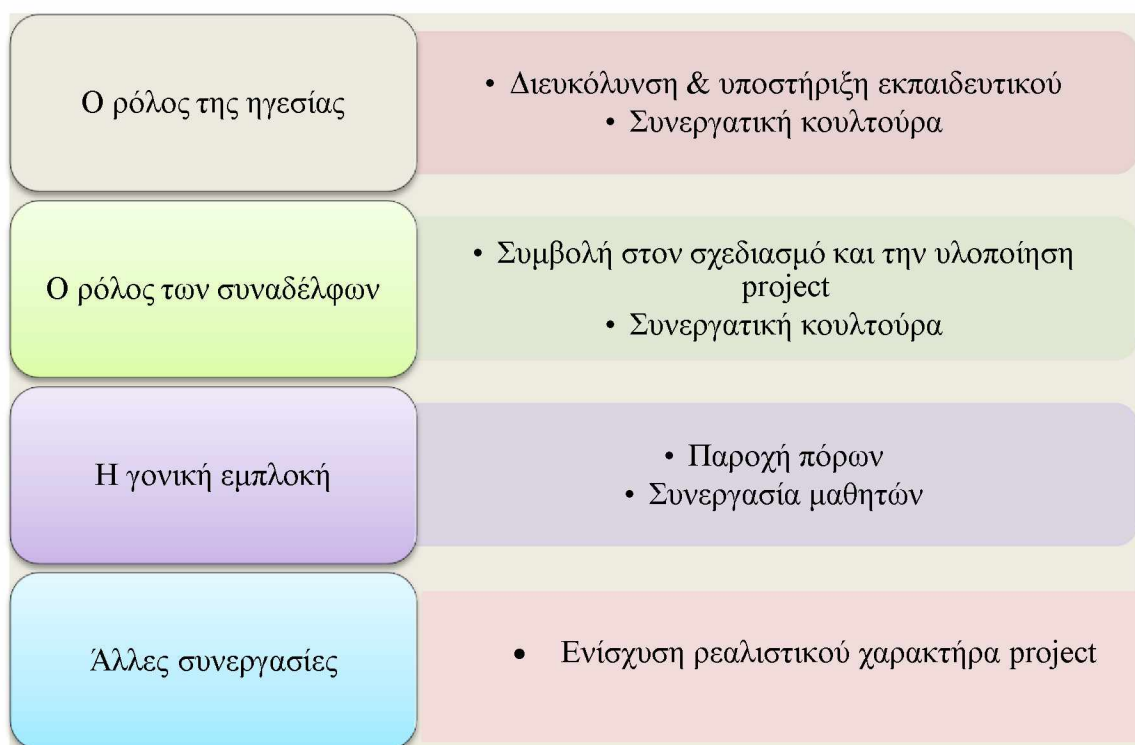 Ο ρόλος της ηγεσίας
• Διευκόλυνση & υποστήριξη εκπαιδευτικού
• Συνεργατική κουλτούρα
Ο ρόλος των συναδέλφων
• Συμβολή στον σχεδιασμό και την υλοποίηση
project
• Συνεργατική κουλτούρα
Η γονική εμπλοκή
• Παροχή πόρων
• Συνεργασία μαθητών
Άλλες συνεργασίες
• Ενίσχυση ρεαλιστικού χαρακτήρα project